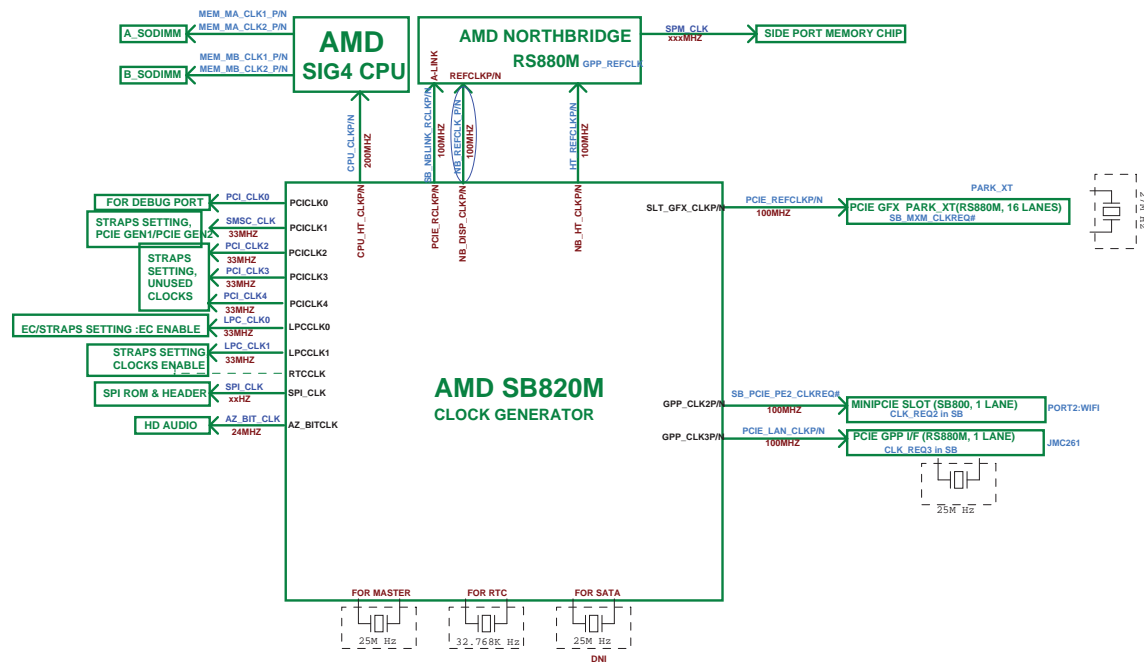 MEM_MA_CLK1_P/N
A_SODIMM
MEM_MA_CLK2_P/N
MEM_MB_CLK1_P/N
B_SODIMM
MEM_MB_CLK2_P/N
AMD
SIG4 CPU
AMD NORTHBRIDGE
RS880M
GPP_REFCLK
A-LINK
REFCLKP/N
SPM_CLK
xxxMHZ
SIDE PORT MEMORY CHIP
CPU_CLKP/N
200MHZ
SB_NBLINK_RCLKP/N
100MHZ
NB_REFCLK_P/N
100MHZ
HT_REFCLKP/N
100MHZ
CPU_HT_CLKP/N
PCIE_RCLKP/N
NB_DISP_CLKP/N
NB_HT_CLKP/N
FOR DEBUG PORT
PCI_CLK0
PCICLK0
STRAPS SETTING,
PCIE GEN1/PCIE GEN2
SMSC_CLK
33MHZ
PCICLK1
STRAPS
SETTING,
UNUSED
CLOCKS
PCI_CLK2
33MHZ
PCICLK2
PCI_CLK3
33MHZ
PCICLK3
PCI_CLK4
33MHZ
PCICLK4
EC/STRAPS SETTING :EC ENABLE
LPC_CLK0
33MHZ
LPCCLK0
STRAPS SETTING
CLOCKS ENABLE
LPC_CLK1
33MHZ
LPCCLK1
RTCCLK
SPI ROM & HEADER
SPI_CLK
xxHZ
SPI_CLK
HD AUDIO
AZ_BIT_CLK
24MHZ
AZ_BITCLK
AMD SB820M
CLOCK GENERATOR
SLT_GFX_CLKP/N
PCIE_REFCLKP/N
100MHZ
PARK_XT
PCIE GFX PARK_XT(RS880M, 16 LANES)
SB_MXM_CLKREQ#
GPP_CLK2P/N
SB_PCIE_PE2_CLKREQ#
100MHZ
MINIPCIE SLOT (SB800, 1 LANE)
CLK_REQ2 in SB
PORT2:WIFI
GPP_CLK3P/N
PCIE_LAN_CLKP/N
100MHZ
PCIE GPP I/F (RS880M, 1 LANE)
CLK_REQ3 in SB
JMC261
25M Hz
FOR MASTER
25M Hz
FOR RTC
32.768K Hz
FOR SATA
25M Hz
DNI